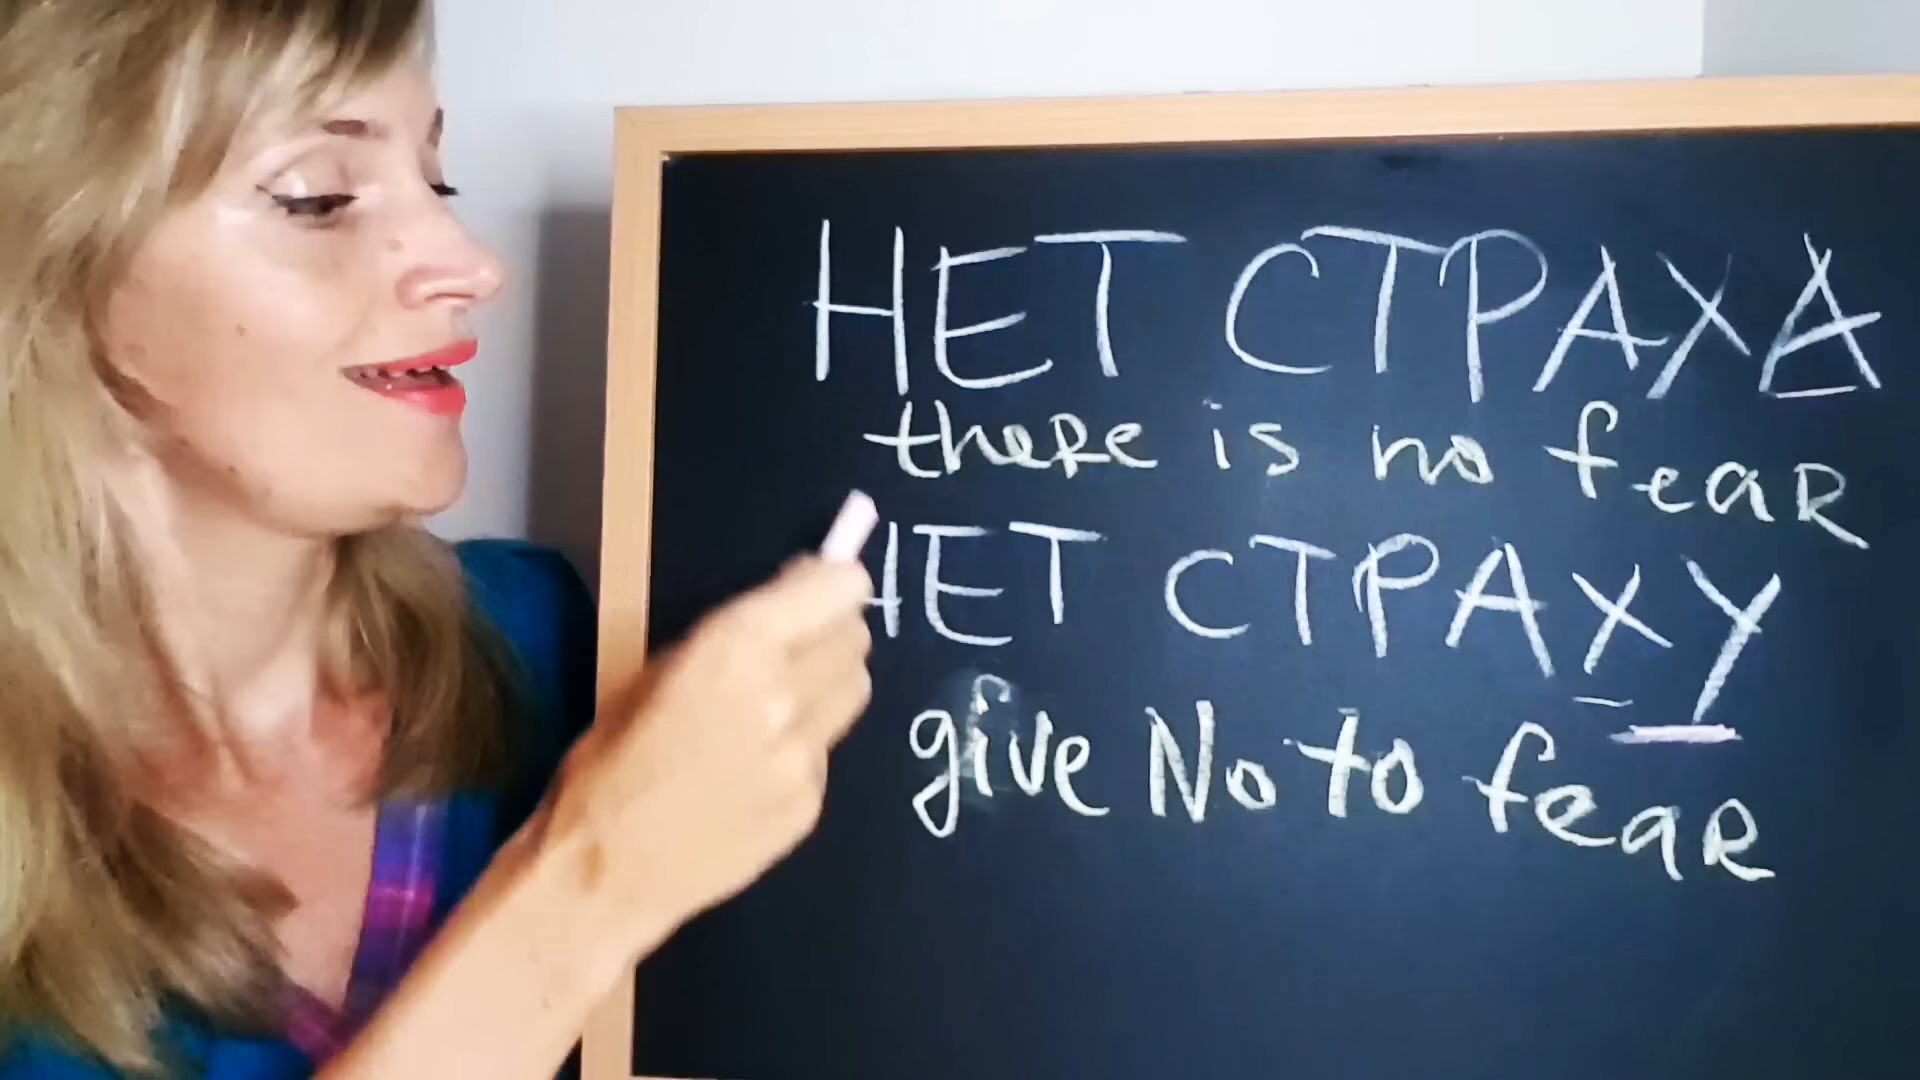 НЕТ СТРАХА
there is no fear
НЕТ СТРАХУ
give No to fear